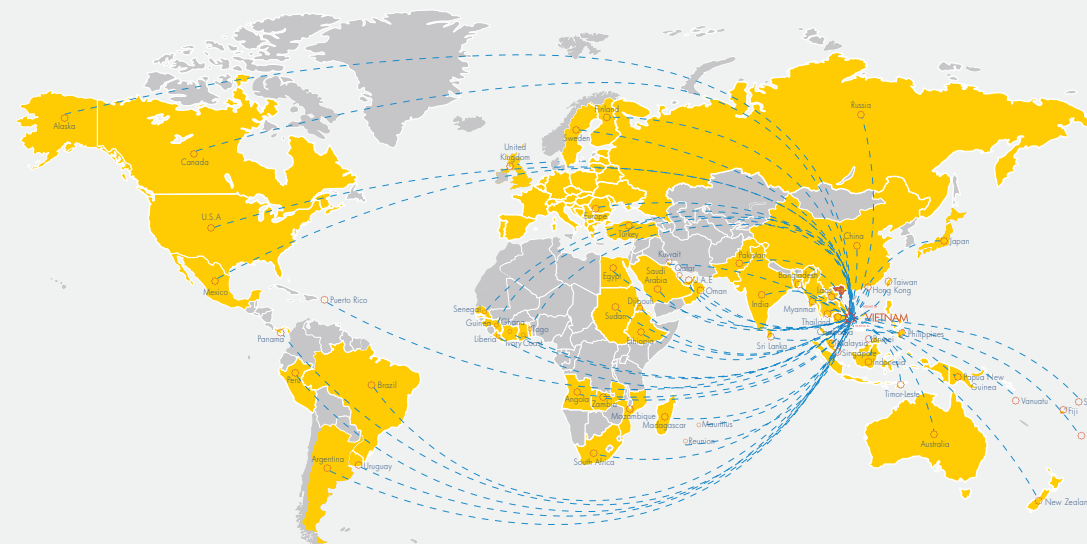 Alaska
Canada
U.S.A
Mexico
Puerto Rico
Panama
Peru
Brazil
Argentina
Uruguay
United
Kingdom
Finland
Sweden
Europe
Turkey
Russia
China
Japan
Kuwait
Pakistan
Qatar
U.A.E
Saudi
Arabia
Oman
Egypt
Bangladesh
Taiwan
Hong Kong
Laos
India
Myanmar
Thailand
VIETNAM
Philippines
Sri Lanka
Malaysia
Brunei
Singapore
Indonesia
Timor-Leste
Papua New
Guinea
Senegal
Guinea
Ghana
Togo
Liberia
Ivory Coast
Djibouti
Sudan
Ethiopia
Angola
Zambia
Mozambique
Madagascar
Mauritius
Reunion
South Africa
Vanuatu
Fiji
S
Australia
New Zealan